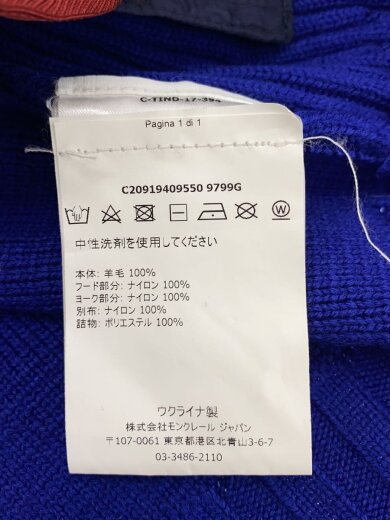 C-TIND-17-394
Pagina 1 di 1
C20919409550 9799G
中性洗剤を使用してください
本体: 羊毛 100%
フード部分: ナイロン 100%
ヨーク部分: ナイロン 100%
別布: ナイロン 100%
詰物: ポリエステル 100%
ウクライナ製
株式会社モンクレール ジャパン
〒107-0061 東京都港区北青山3-6-7
03-3486-2110